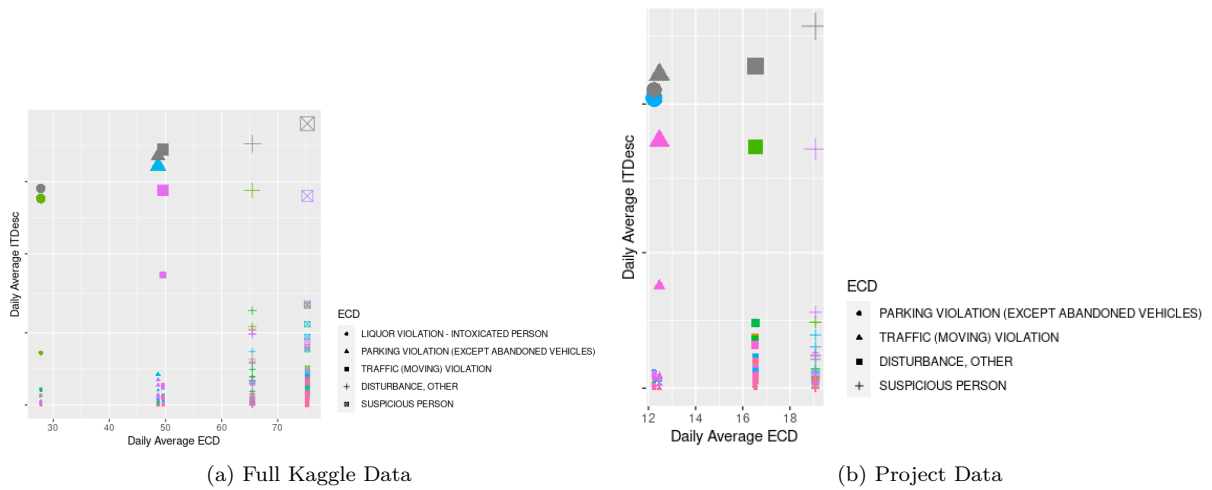 Daily Average ITDesc
30
40
50
60
70
Daily Average ECD
ECD
LIQUOR VIOLATION - INTOXICATED PERSON
PARKING VIOLATION (EXCEPT ABANDONED VEHICLES)
TRAFFIC (MOVING) VIOLATION
DISTURBANCE, OTHER
SUSPICIOUS PERSON
(a) Full Kaggle Data
Daily Average ITDesc
12
14
16
18
Daily Average ECD
ECD
PARKING VIOLATION (EXCEPT ABANDONED VEHICLES)
TRAFFIC (MOVING) VIOLATION
DISTURBANCE, OTHER
SUSPICIOUS PERSON
(b) Project Data